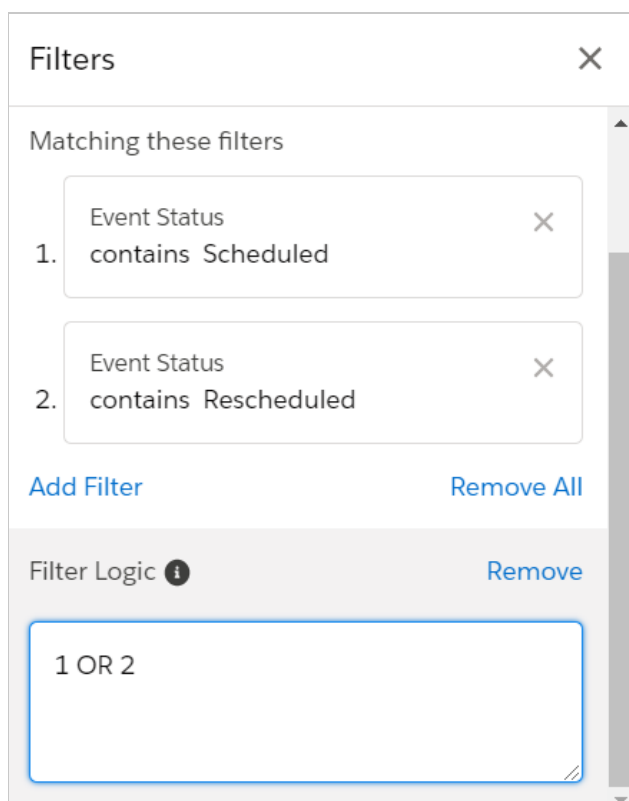 Filters
Matching these filters
1.
Event Status
contains Scheduled
2.
Event Status
contains Rescheduled
Add Filter Remove All
Filter Logic Remove
1 OR 2